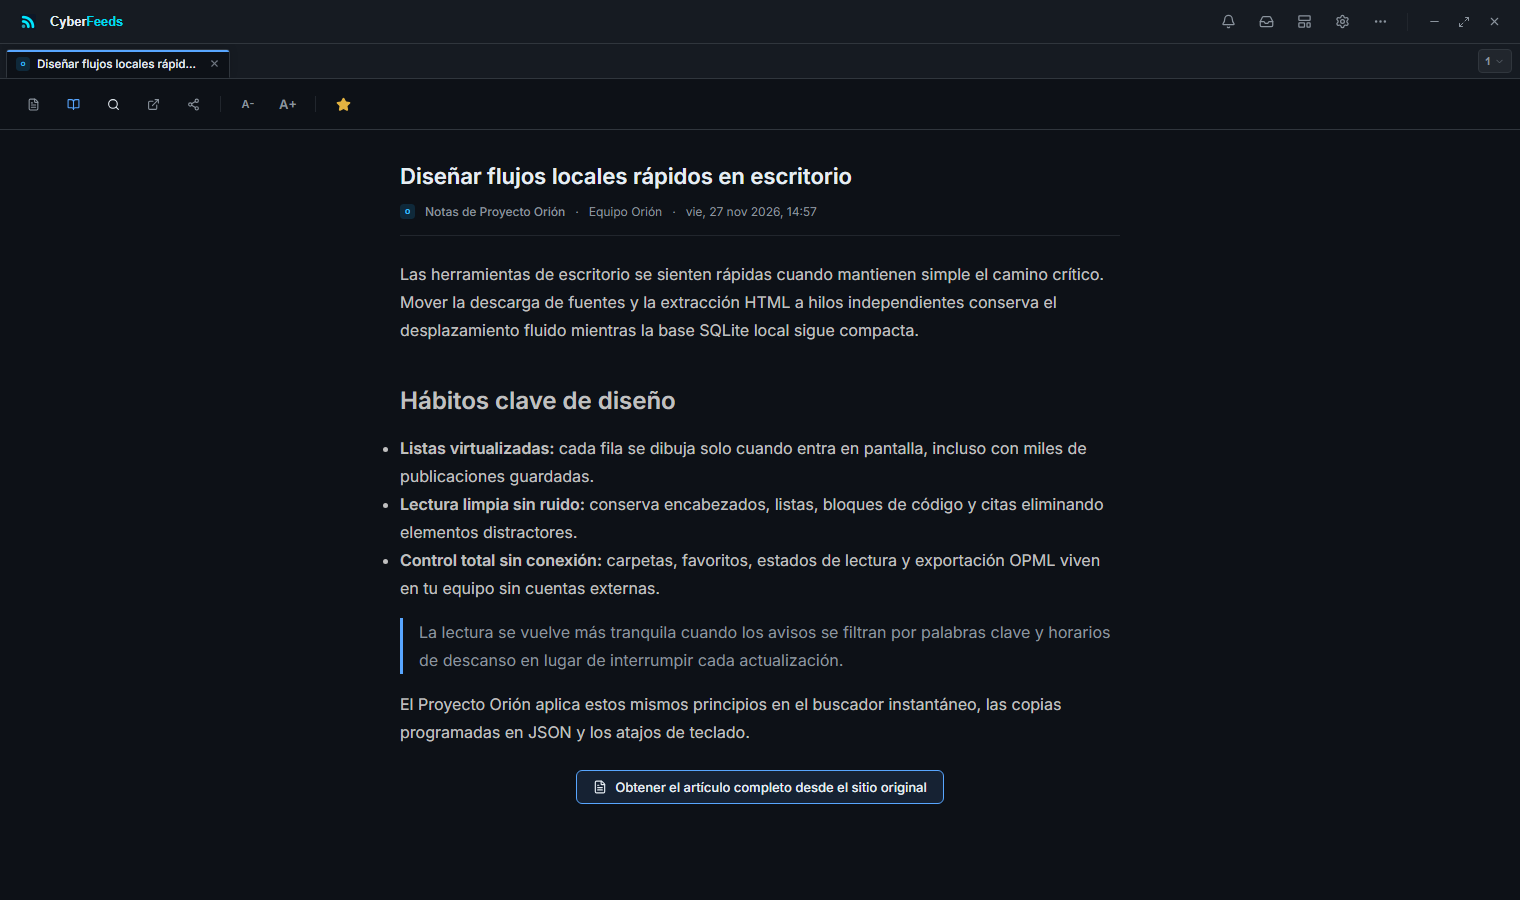 CyberFeeds
Diseñar flujos locales rápid...
1
A-
A+
Diseñar flujos locales rápidos en escritorio
Notas de Proyecto Orión · Equipo Orión · vie, 27 nov 2026, 14:57
Las herramientas de escritorio se sienten rápidas cuando mantienen simple el camino crítico.
Mover la descarga de fuentes y la extracción HTML a hilos independientes conserva el
desplazamiento fluido mientras la base SQLite local sigue compacta.
Hábitos clave de diseño
• Listas virtualizadas: cada fila se dibuja solo cuando entra en pantalla, incluso con miles de
publicaciones guardadas.
• Lectura limpia sin ruido: conserva encabezados, listas, bloques de código y citas eliminando
elementos distractores.
• Control total sin conexión: carpetas, favoritos, estados de lectura y exportación OPML viven
en tu equipo sin cuentas externas.
La lectura se vuelve más tranquila cuando los avisos se filtran por palabras clave y horarios
de descanso en lugar de interrumpir cada actualización.
El Proyecto Orión aplica estos mismos principios en el buscador instantáneo, las copias
programadas en JSON y los atajos de teclado.
Obtener el artículo completo desde el sitio original